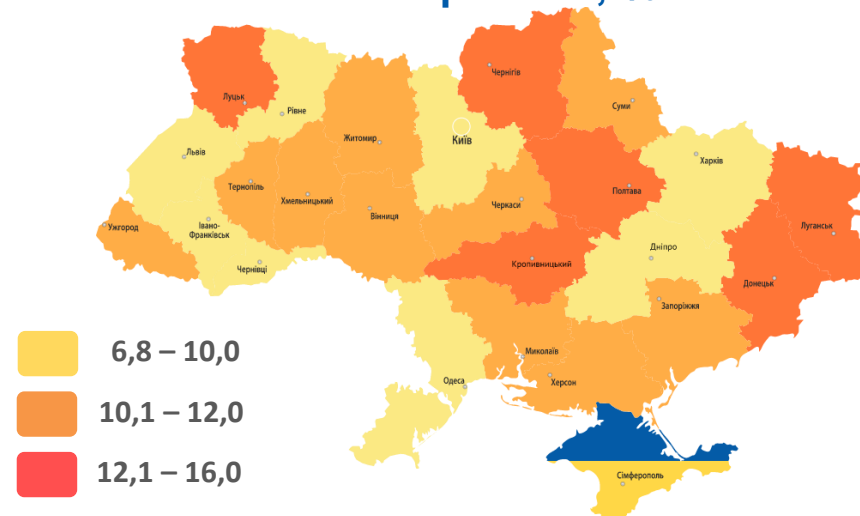 Чернігів
Луцьк
Суми
Рівне
Житомир
Київ
Львів
Харків
Тернопіль
Хмельницький
Полтава
Вінниця
Черкаси
Ужгород
Івано-
Франківськ
Луганськ
Дніпро
Чернівці
Кропивницький
Донецьк
Запоріжжя
6,8 – 10,0
Миколаїв
Одеса
Херсон
10,1 – 12,0
12,1 – 16,0
Сімферополь